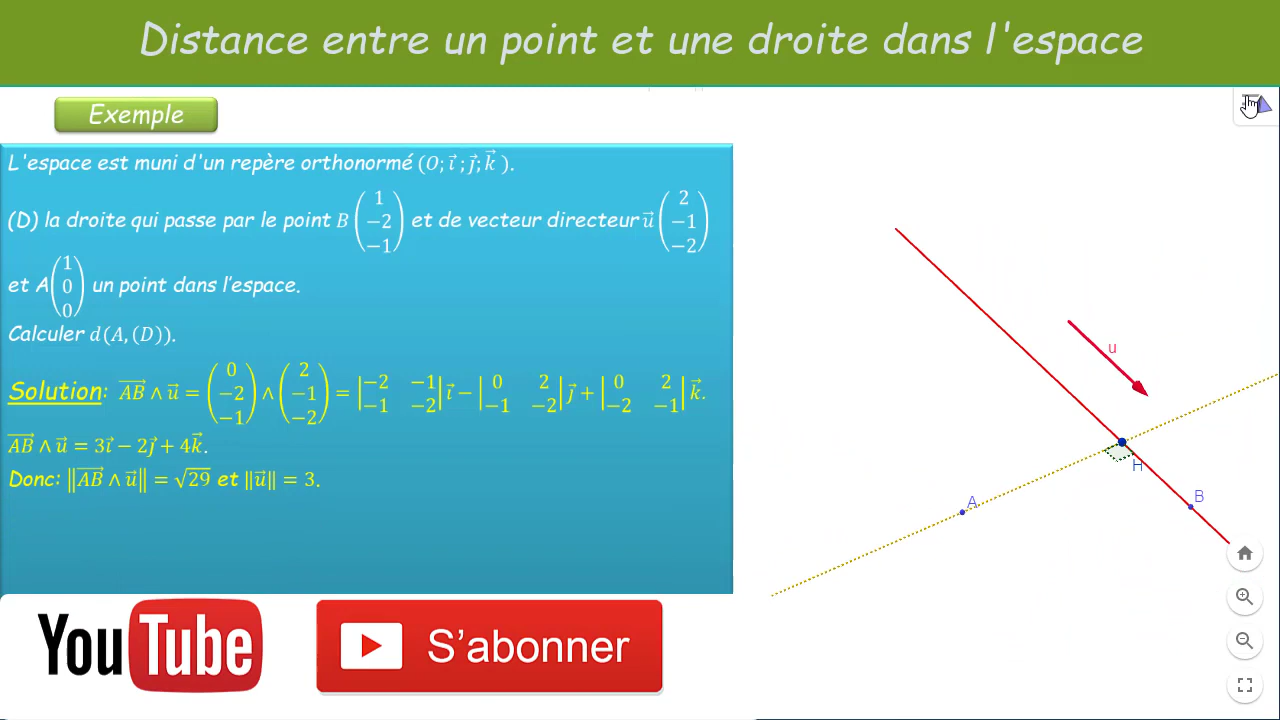 Distance entre un point et une droite dans l'espace
Exemple
L'espace est muni d'un repère orthonormé (O; i⃗ ; j⃗; k⃗ ).
(D) la droite qui passe par le point B (1 −2 −1) et de vecteur directeur u⃗ (2 −1 −2)
et A(1 0 0) un point dans l'espace.
Calculer d(A, (D)).
Solution: AB⃗ ∧ u⃗ = (0 −2 −1) ∧ (2 −1 −2) = |−2 −1 −1 −2| i⃗ − |0 2 −1 −2| j⃗ + |0 2 −2 −1| k⃗.
AB⃗ ∧ u⃗ = 3i⃗ − 2j⃗ + 4k⃗.
Donc: ‖AB⃗ ∧ u⃗‖ = √29 et ‖u⃗‖ = 3.
u
H
A
B
YouTube
S'abonner